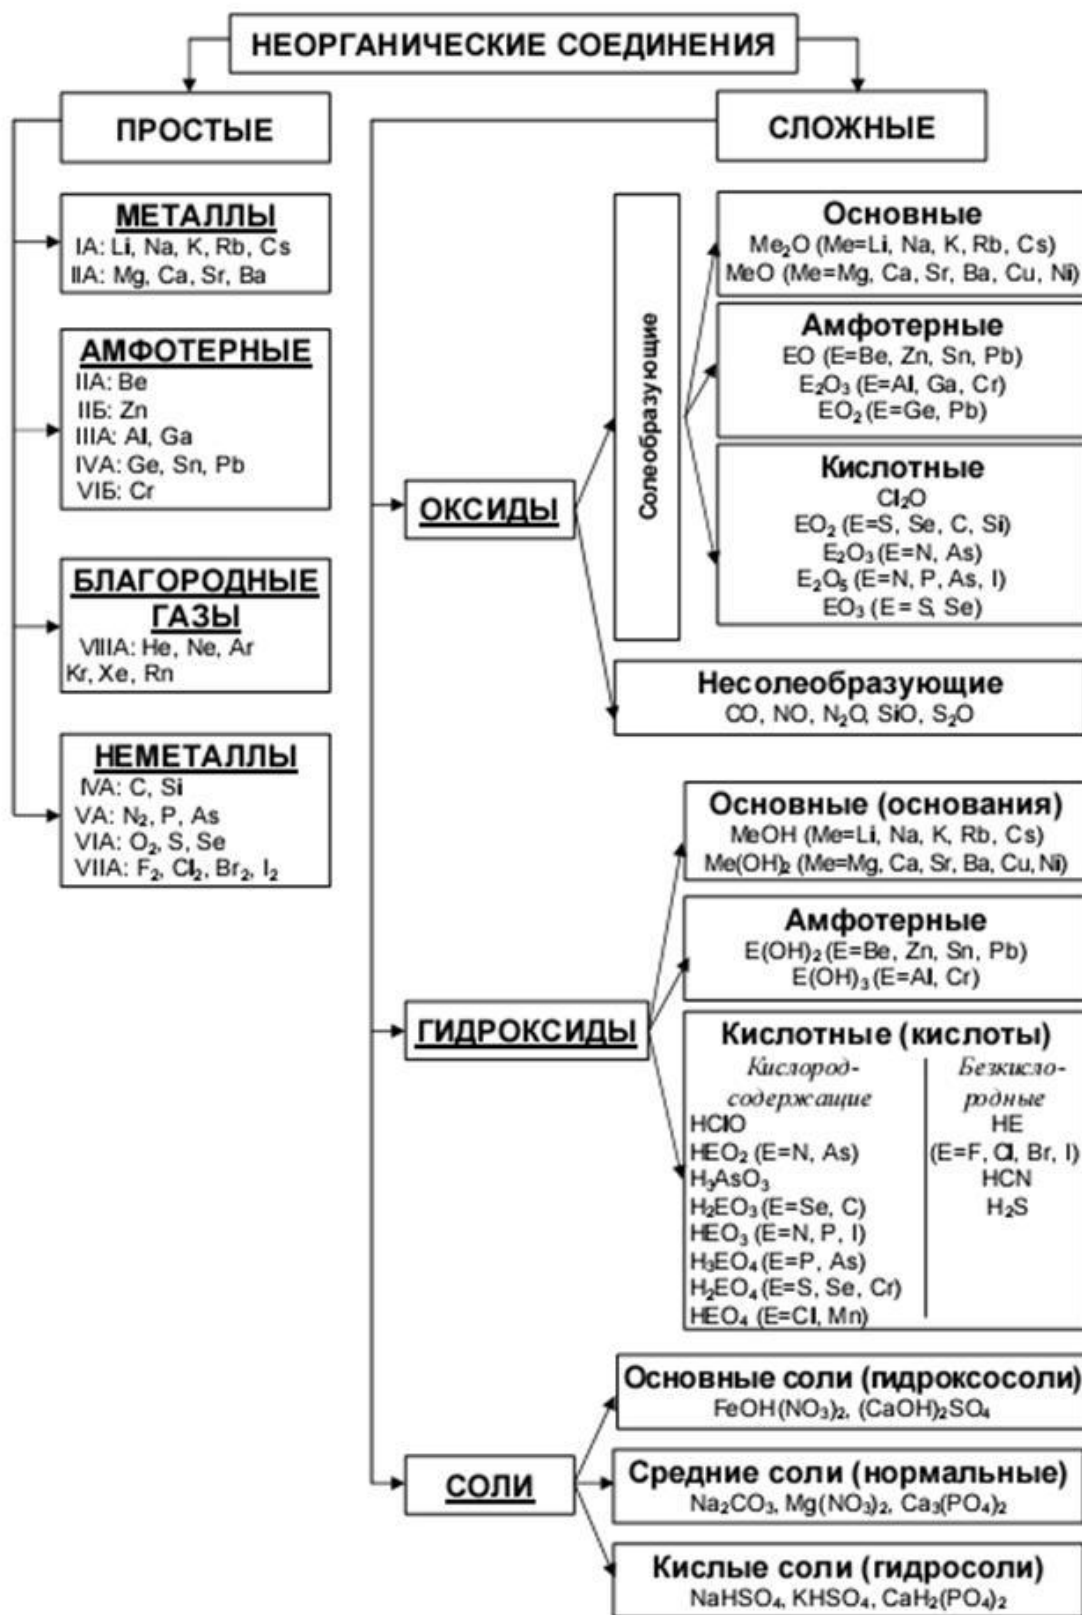 НЕОРГАНИЧЕСКИЕ СОЕДИНЕНИЯ
ПРОСТЫЕ
МЕТАЛЛЫ
IA: Li, Na, K, Rb, Cs
IIA: Mg, Ca, Sr, Ba
АМФОТЕРНЫЕ
IIA: Be
IIБ: Zn
IIIA: Al, Ga
IVA: Ge, Sn, Pb
VIБ: Cr
БЛАГОРОДНЫЕ
ГАЗЫ
VIIIA: He, Ne, Ar
Kr, Xe, Rn
НЕМЕТАЛЛЫ
IVA: C, Si
VA: N₂, P, As
VIA: O₂, S, Se
VIIA: F₂, Cl₂, Br₂, I₂
СЛОЖНЫЕ
ОКСИДЫ
Солеобразующие
Основные
Me₂O (Me=Li, Na, K, Rb, Cs)
MeO (Me=Mg, Ca, Sr, Ba, Cu, Ni)
Амфотерные
EO (E=Be, Zn, Sn, Pb)
E₂O₃ (E=Al, Ga, Cr)
EO₂ (E=Ge, Pb)
Кислотные
Cl₂O
EO₂ (E=S, Se, C, Si)
E₂O₃ (E=N, As)
E₂O₅ (E=N, P, As, I)
EO₃ (E= S, Se)
Несолеобразующие
CO, NO, N₂O, SiO, S₂O
ГИДРОКСИДЫ
Основные (основания)
MeOH (Me=Li, Na, K, Rb, Cs)
Me(OH)₂ (Me=Mg, Ca, Sr, Ba, Cu, Ni)
Амфотерные
E(OH)₂ (E=Be, Zn, Sn, Pb)
E(OH)₃ (E=Al, Cr)
Кислотные (кислоты)
Кислород-
содержащие
HClO
HEO₂ (E=N, As)
H₃AsO₃
H₂EO₃ (E=Se, C)
HEO₃ (E=N, P, I)
H₃EO₄ (E=P, As)
H₂EO₄ (E=S, Se, Cr)
HEO₄ (E=Cl, Mn)
Безкисло-
родные
HE
(E=F, Cl, Br, I)
HCN
H₂S
СОЛИ
Основные соли (гидроксосоли)
FeOH(NO₃)₂, (CaOH)₂SO₄
Средние соли (нормальные)
Na₂CO₃, Mg(NO₃)₂, Ca₃(PO₄)₂
Кислые соли (гидросоли)
NaHSO₄, KHSO₄, CaH₂(PO₄)₂